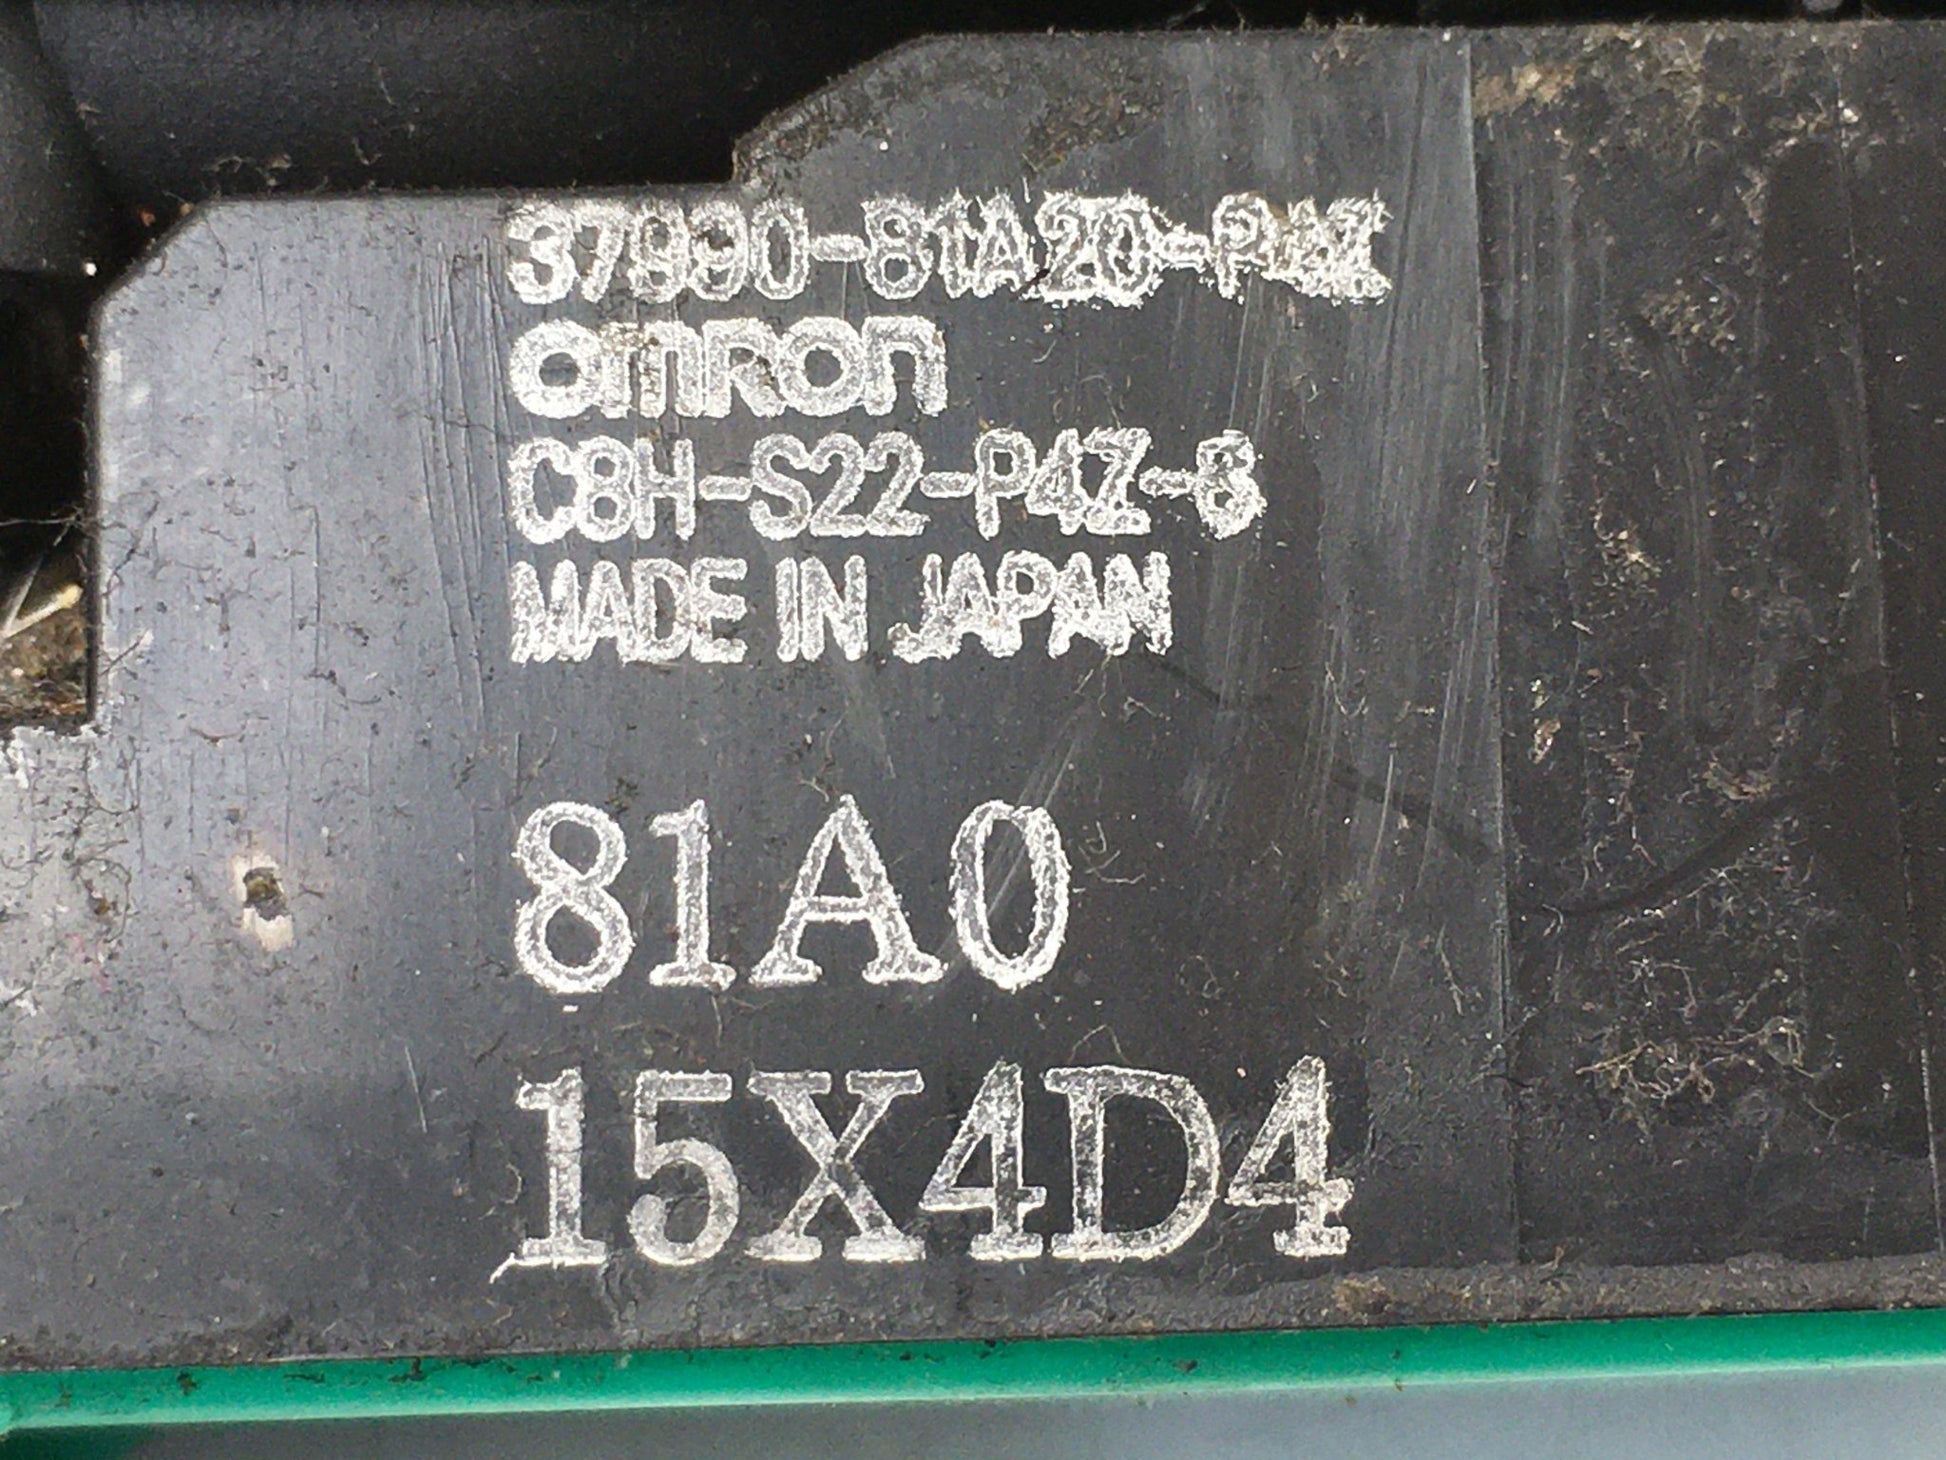 37990-81A20-P4Z
omron
C8H-S22-P4Z-8
MADE IN JAPAN
81A0
15X4D4